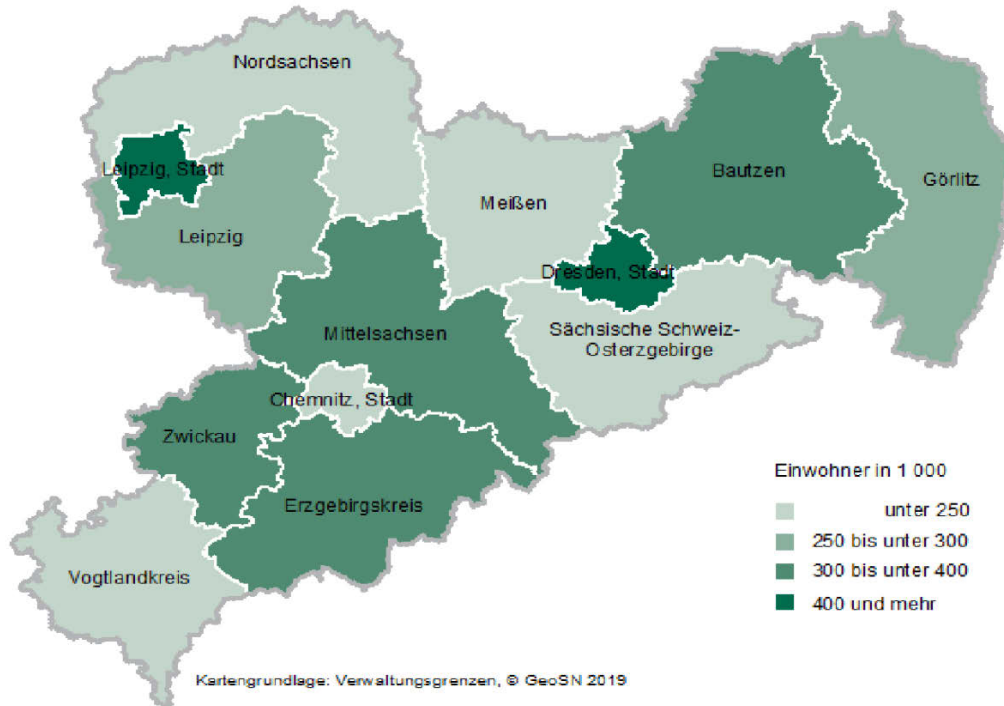 Nordsachsen
Leipzig, Stadt
Bautzen
Görlitz
Meißen
Leipzig
Dresden, Stadt
Mittelsachsen
Sächsische Schweiz-
Osterzgebirge
Chemnitz, Stadt
Zwickau
Erzgebirgskreis
Vogtlandkreis
Einwohner in 1 000
unter 250
250 bis unter 300
300 bis unter 400
400 und mehr
Kartengrundlage: Verwaltungsgrenzen, © GeoSN 2019